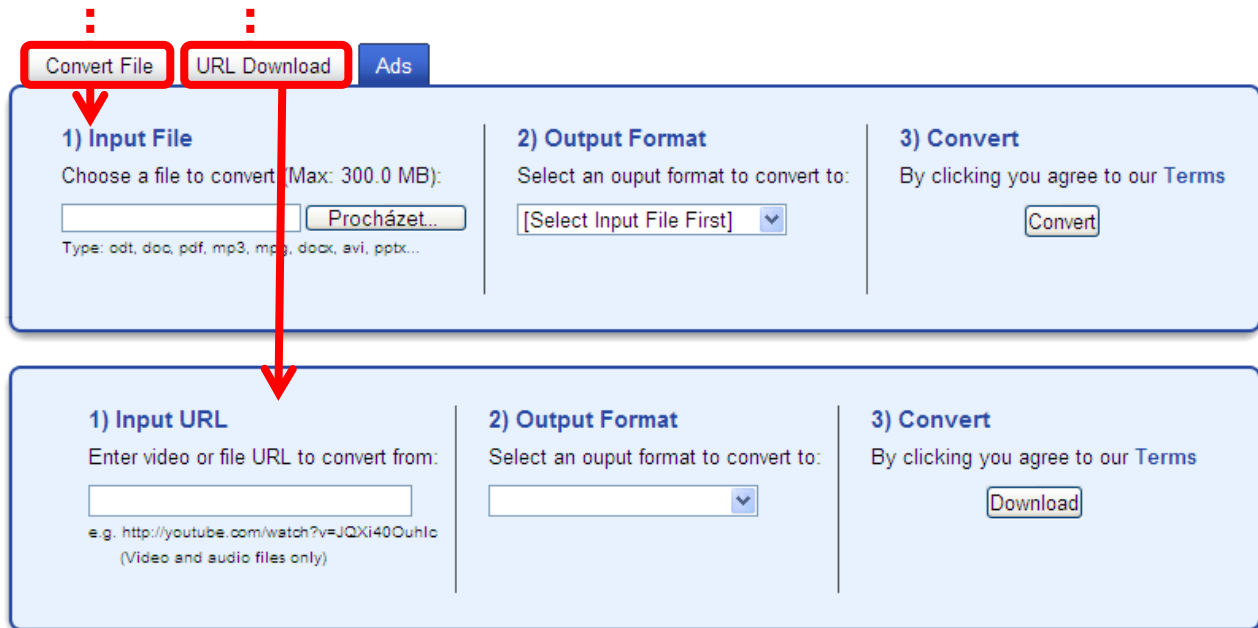 Convert File
URL Download
Ads
1) Input File
Choose a file to convert (Max: 300.0 MB):
Procházet...
Type: odt, doc, pdf, mp3, mpg, docx, avi, pptx...
2) Output Format
Select an ouput format to convert to:
[Select Input File First]
3) Convert
By clicking you agree to our Terms
Convert
1) Input URL
Enter video or file URL to convert from:
e.g. http://youtube.com/watch?v=JQXi40Ouhlc
(Video and audio files only)
2) Output Format
Select an ouput format to convert to:
3) Convert
By clicking you agree to our Terms
Download